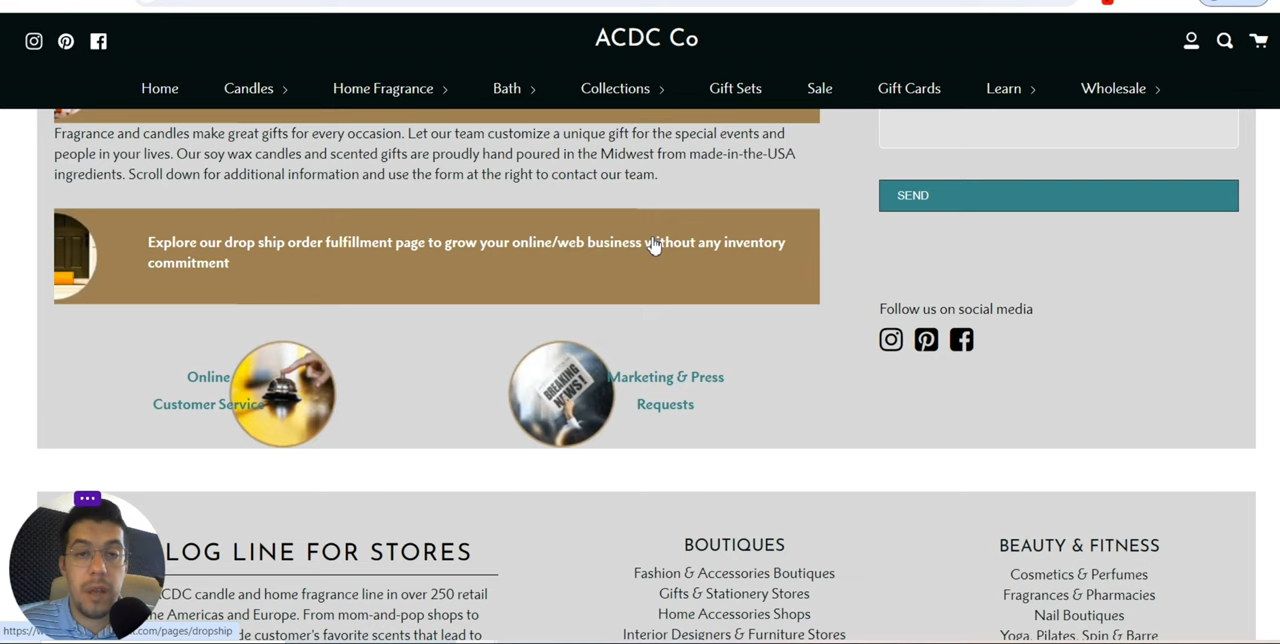 ACDC Co
Home Candles Home Fragrance Bath Collections Gift Sets Sale Gift Cards Learn Wholesale
Fragrance and candles make great gifts for every occasion. Let our team customize a unique gift for the special events and
people in your lives. Our soy wax candles and scented gifts are proudly hand poured in the Midwest from made-in-the-USA
ingredients. Scroll down for additional information and use the form at the right to contact our team.
SEND
Explore our drop ship order fulfillment page to grow your online/web business without any inventory
commitment
Follow us on social media
Online
Customer Service
BREAKING
NEWS!
Marketing & Press
Requests
LOG LINE FOR STORES
ACDC candle and home fragrance line in over 250 retail
he Americas and Europe. From mom-and-pop shops to
de customer's favorite scents that lead to
BOUTIQUES
Fashion & Accessories Boutiques
Gifts & Stationery Stores
Home Accessories Shops
Interior Designers & Furniture Stores
BEAUTY & FITNESS
Cosmetics & Perfumes
Fragrances & Pharmacies
Nail Boutiques
Yoga, Pilates, Spin & Barre
.com/pages/dropship